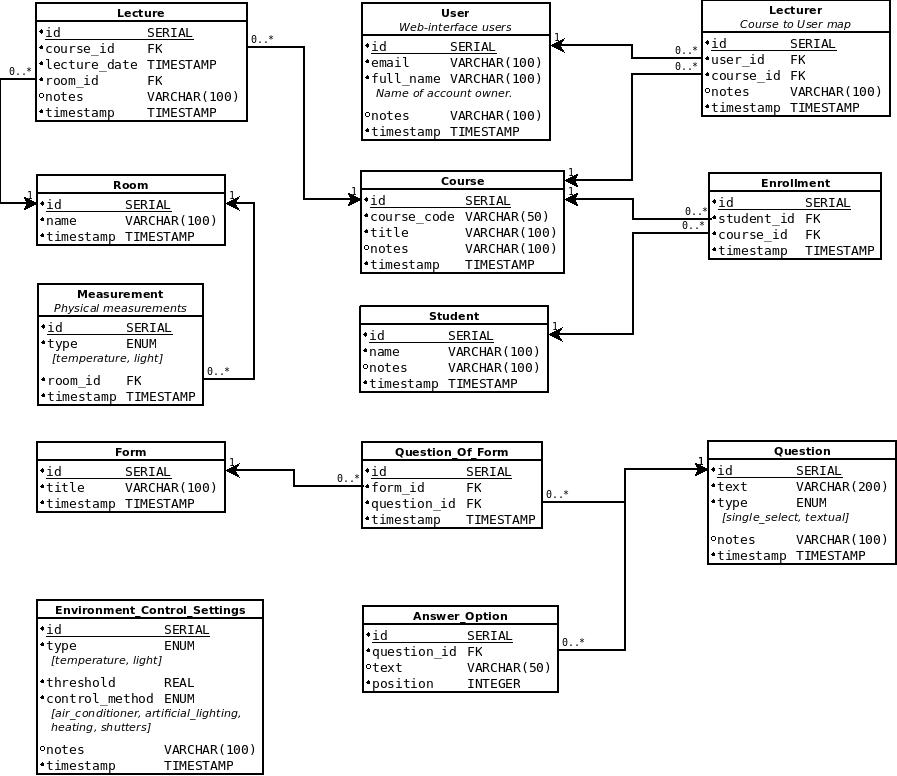 Lecture
id SERIAL
course_id FK
lecture_date TIMESTAMP
room_id FK
notes VARCHAR(100)
timestamp TIMESTAMP
0..*
0..*
User
Web-interface users
id SERIAL
email VARCHAR(100)
full_name VARCHAR(100)
Name of account owner.
notes VARCHAR(100)
timestamp TIMESTAMP
1
Lecturer
Course to User map
id SERIAL
user_id FK
course_id FK
notes VARCHAR(100)
timestamp TIMESTAMP
0..*
0..*
Room
id SERIAL
name VARCHAR(100)
timestamp TIMESTAMP
1
1
Course
id SERIAL
course_code VARCHAR(50)
title VARCHAR(100)
notes VARCHAR(100)
timestamp TIMESTAMP
1
1
1
Enrollment
id SERIAL
student_id FK
course_id FK
timestamp TIMESTAMP
0..*
0..*
Measurement
Physical measurements
id SERIAL
type ENUM
[temperature, light]
room_id FK
timestamp TIMESTAMP
0..*
Student
id SERIAL
name VARCHAR(100)
notes VARCHAR(100)
timestamp TIMESTAMP
1
Form
id SERIAL
title VARCHAR(100)
timestamp TIMESTAMP
1
Question_Of_Form
id SERIAL
form_id FK
question_id FK
timestamp TIMESTAMP
0..*
0..*
Question
id SERIAL
text VARCHAR(200)
type ENUM
[single_select, textual]
notes VARCHAR(100)
timestamp TIMESTAMP
1
Environment_Control_Settings
id SERIAL
type ENUM
[temperature, light]
threshold REAL
control_method ENUM
[air_conditioner, artificial_lighting,
heating, shutters]
notes VARCHAR(100)
timestamp TIMESTAMP
Answer_Option
id SERIAL
question_id FK
text VARCHAR(50)
position INTEGER
0..*